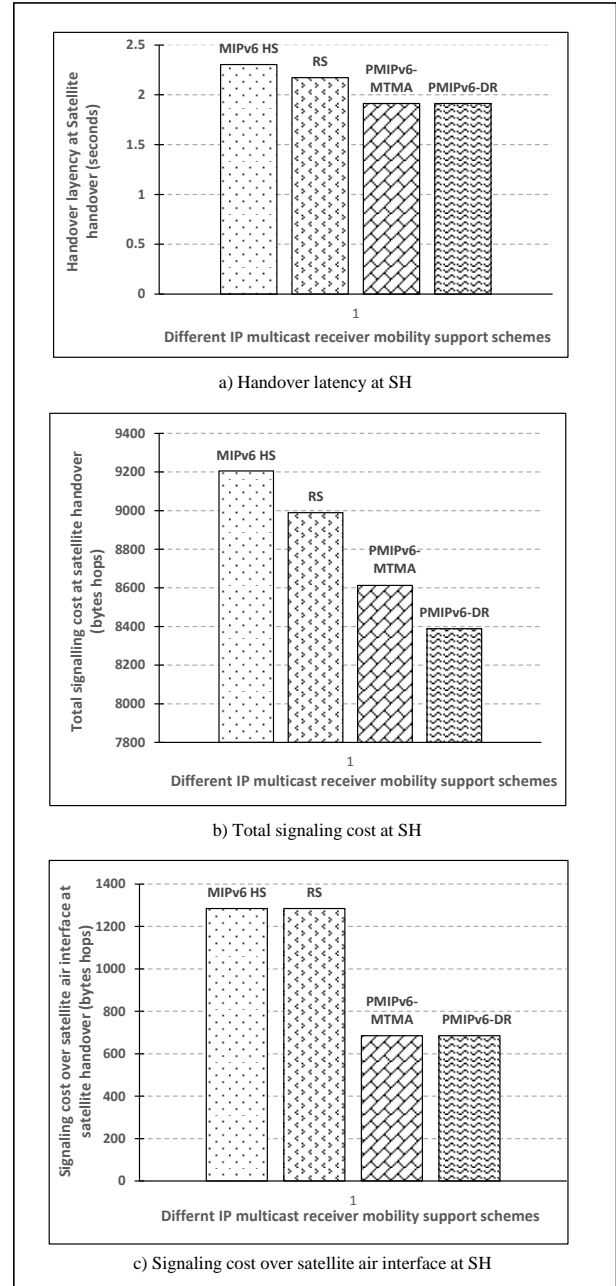 Handover layency at Satellite
handover (seconds)
2.5
2
1.5
1
0.5
0
MIPv6 HS
RS
PMIPv6-
MTMA
PMIPv6-DR
1
Different IP multicast receiver mobility support schemes
a) Handover latency at SH
Total signalling cost at satellite handover
(bytes hops)
9400
9200
9000
8800
8600
8400
8200
8000
7800
MIPv6 HS
RS
PMIPv6-
MTMA
PMIPv6-DR
1
Different IP multicast receiver mobility support schemes
b) Total signaling cost at SH
Signaling cost over satellite air interface at
satellite handover (bytes hops)
1400
1200
1000
800
600
400
200
0
MIPv6 HS
RS
PMIPv6-
MTMA
PMIPv6-DR
1
Differnt IP multicast receiver mobility support schemes
c) Signaling cost over satellite air interface at SH